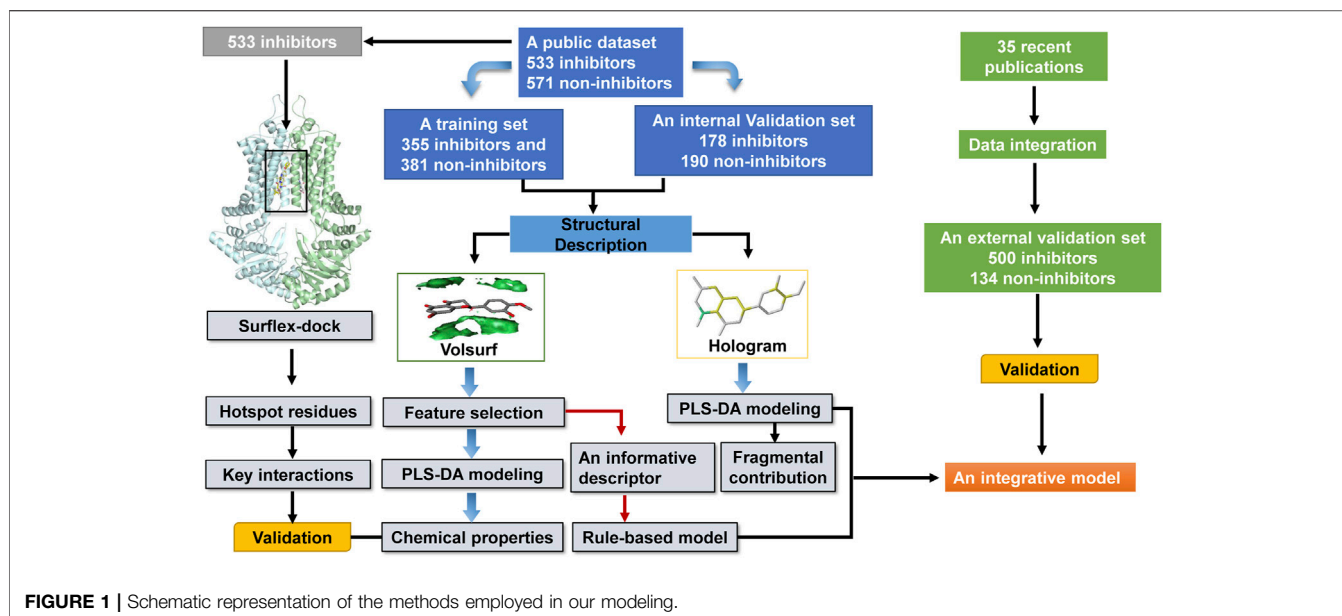 533 inhibitors
A public dataset
533 inhibitors
571 non-inhibitors
35 recent
publications
A training set
355 inhibitors and
381 non-inhibitors
An internal Validation set
178 inhibitors
190 non-inhibitors
Data integration
Structural
Description
An external validation set
500 inhibitors
134 non-inhibitors
Surflex-dock
Volsurf
Hologram
Validation
Hotspot residues
Feature selection
PLS-DA modeling
Key interactions
PLS-DA modeling
An informative
descriptor
Fragmental
contribution
An integrative model
Validation
Chemical properties
Rule-based model
FIGURE 1 | Schematic representation of the methods employed in our modeling.